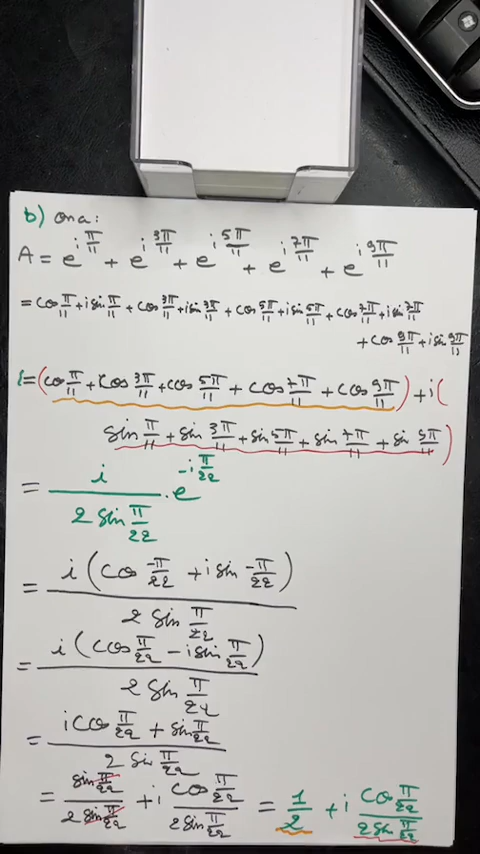 b) on a:
A = e^{iπ/11} + e^{i3π/11} + e^{i5π/11} + e^{i7π/11} + e^{i9π/11}
= cos π/11 + i sin π/11 + cos 3π/11 + i sin 3π/11 + cos 5π/11 + i sin 5π/11 + cos 7π/11 + i sin 7π/11
+ cos 9π/11 + i sin 9π/11
= (cos π/11 + cos 3π/11 + cos 5π/11 + cos 7π/11 + cos 9π/11) + i(
sin π/11 + sin 3π/11 + sin 5π/11 + sin 7π/11 + sin 9π/11)
= i / (2 sin π/22) . e^{-iπ/22}
= i (cos -π/22 + i sin -π/22) / (2 sin π/22)
= i (cos π/22 - i sin π/22) / (2 sin π/22)
= (i cos π/22 + sin π/22) / (2 sin π/22)
= (sin π/22) / (2 sin π/22) + i (cos π/22) / (2 sin π/22) = 1/2 + i (cos π/22) / (2 sin π/22)